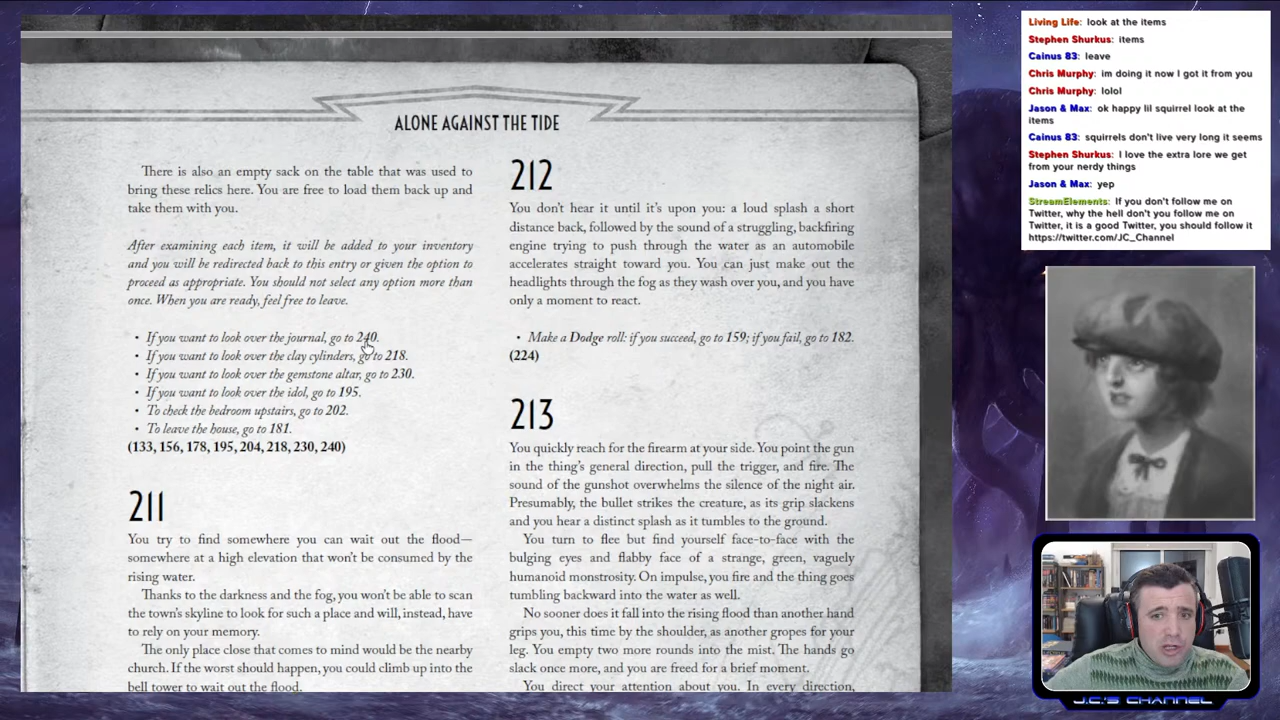 ALONE AGAINST THE TIDE
There is also an empty sack on the table that was used to
bring these relics here. You are free to load them back up and
take them with you.
After examining each item, it will be added to your inventory
and you will be redirected back to this entry or given the option to
proceed as appropriate. You should not select any option more than
once. When you are ready, feel free to leave.
• If you want to look over the journal, go to 240.
• If you want to look over the clay cylinders, go to 218.
• If you want to look over the gemstone altar, go to 230.
• If you want to look over the idol, go to 195.
• To check the bedroom upstairs, go to 202.
• To leave the house, go to 181.
(133, 156, 178, 195, 204, 218, 230, 240)
211
You try to find somewhere you can wait out the flood—
somewhere at a high elevation that won't be consumed by the
rising water.
Thanks to the darkness and the fog, you won't be able to scan
the town's skyline to look for such a place and will, instead, have
to rely on your memory.
The only place close that comes to mind would be the nearby
church. If the worst should happen, you could climb up into the
bell tower to wait out the flood.
212
You don't hear it until it's upon you: a loud splash a short
distance back, followed by the sound of a struggling, backfiring
engine trying to push through the water as an automobile
accelerates straight toward you. You can just make out the
headlights through the fog as they wash over you, and you have
only a moment to react.
• Make a Dodge roll: if you succeed, go to 159; if you fail, go to 182.
(224)
213
You quickly reach for the firearm at your side. You point the gun
in the thing's general direction, pull the trigger, and fire. The
sound of the gunshot overwhelms the silence of the night air.
Presumably, the bullet strikes the creature, as its grip slackens
and you hear a distinct splash as it tumbles to the ground.
You turn to flee but find yourself face-to-face with the
bulging eyes and flabby face of a strange, green, vaguely
humanoid monstrosity. On impulse, you fire and the thing goes
tumbling backward into the water as well.
No sooner does it fall into the rising flood than another hand
grips you, this time by the shoulder, as another gropes for your
leg. You empty two more rounds into the mist. The hands go
slack once more, and you are freed for a brief moment.
You direct your attention about you. In every direction,
Living Life: look at the items
Stephen Shurkus: items
Cainus 83: leave
Chris Murphy: im doing it now I got it from you
Chris Murphy: lolol
Jason & Max: ok happy lil squirrel look at the
items
Cainus 83: squirrels don't live very long it seems
Stephen Shurkus: I love the extra lore we get
from your nerdy things
Jason & Max: yep
StreamElements: If you don't follow me on
Twitter, why the hell don't you follow me on
Twitter, it is a good Twitter, you should follow it
https://twitter.com/JC_Channel
J.C.'S CHANNEL